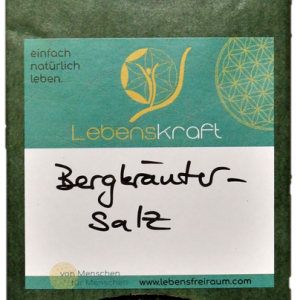 einfach
natürlich
leben.
Lebenskraft
Bergkräuter-
Salz
von Menschen
für Menschen
www.lebensfreiraum.com